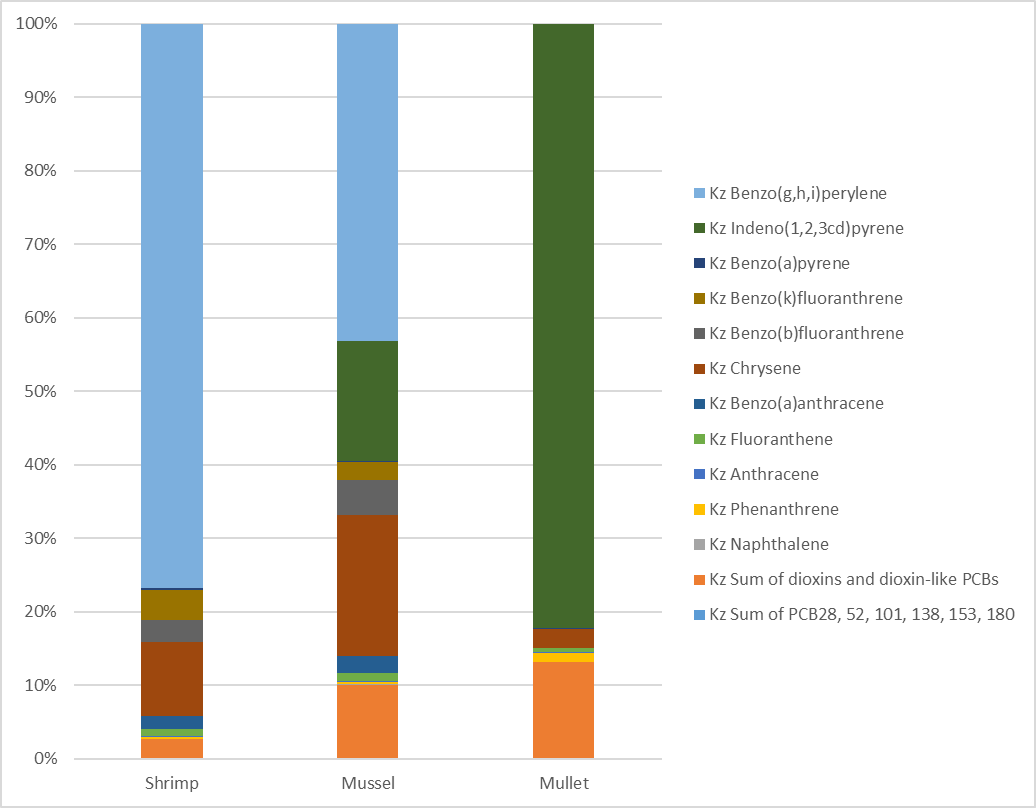 100%
90%
80%
70%
60%
50%
40%
30%
20%
10%
0%
Shrimp
Mussel
Mullet
Kz Benzo(g,h,i)perylene
Kz Indeno(1,2,3cd)pyrene
Kz Benzo(a)pyrene
Kz Benzo(k)fluoranthrene
Kz Benzo(b)fluoranthrene
Kz Chrysene
Kz Benzo(a)anthracene
Kz Fluoranthene
Kz Anthracene
Kz Phenanthrene
Kz Naphthalene
Kz Sum of dioxins and dioxin-like PCBs
Kz Sum of PCB28, 52, 101, 138, 153, 180